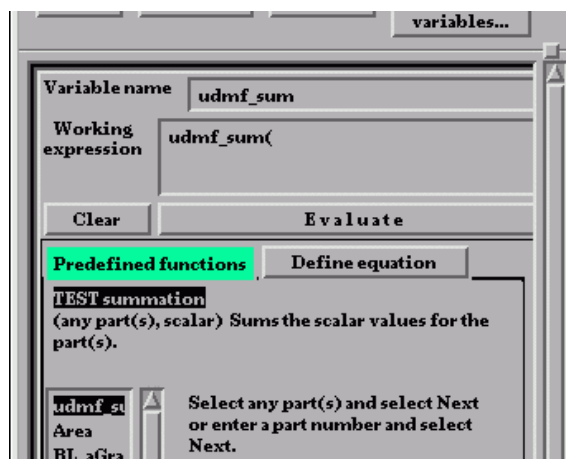 variables...
Variable name
udmf_sum
Working
expression
udmf_sum(
Clear
Evaluate
Predefined functions
Define equation
TEST summation
(any part(s), scalar) Sums the scalar values for the
part(s).
udmf_su
Area
BL_aGra
Select any part(s) and select Next
or enter a part number and select
Next.